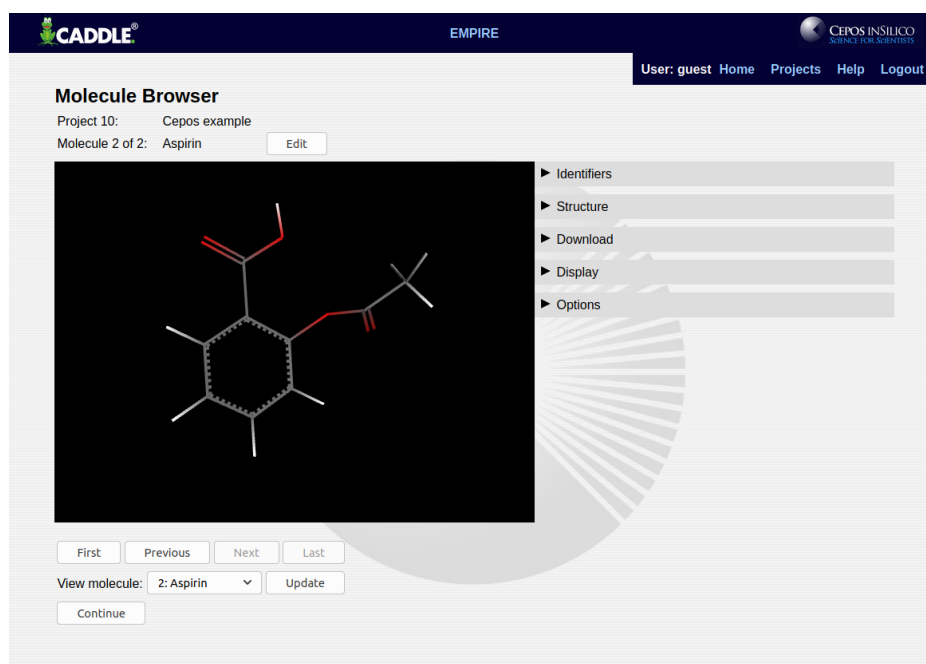 CADDLE®
EMPIRE
CEPOS INSILICO
SCIENCE FOR SCIENTISTS
User: guest Home Projects Help Logout
Molecule Browser
Project 10: Cepos example
Molecule 2 of 2: Aspirin Edit
▶ Identifiers
▶ Structure
▶ Download
▶ Display
▶ Options
First Previous Next Last
View molecule: 2: Aspirin Update
Continue